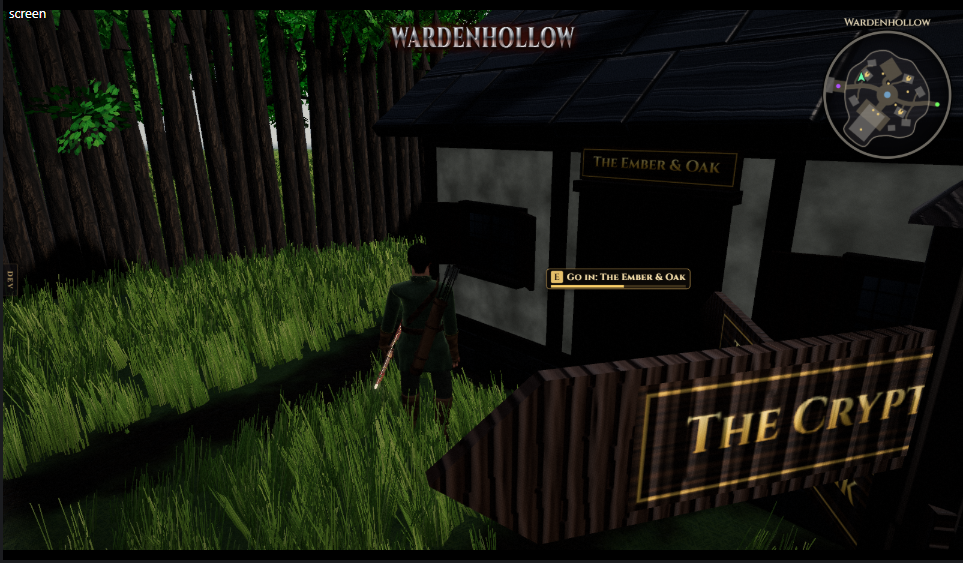 screen
WARDENHOLLOW
WARDENHOLLOW
THE EMBER & OAK
E GO IN: THE EMBER & OAK
DEV
THE CRYPT